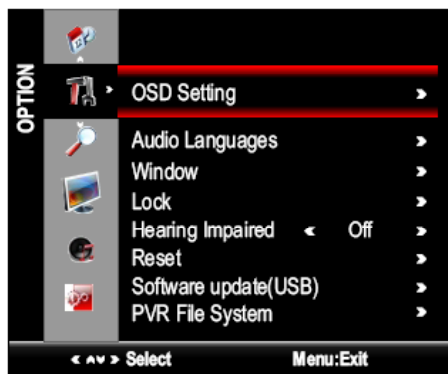 OPTION
OSD Setting
Audio Languages
Window
Lock
Hearing Impaired Off
Reset
Software update(USB)
PVR File System
Select Menu:Exit